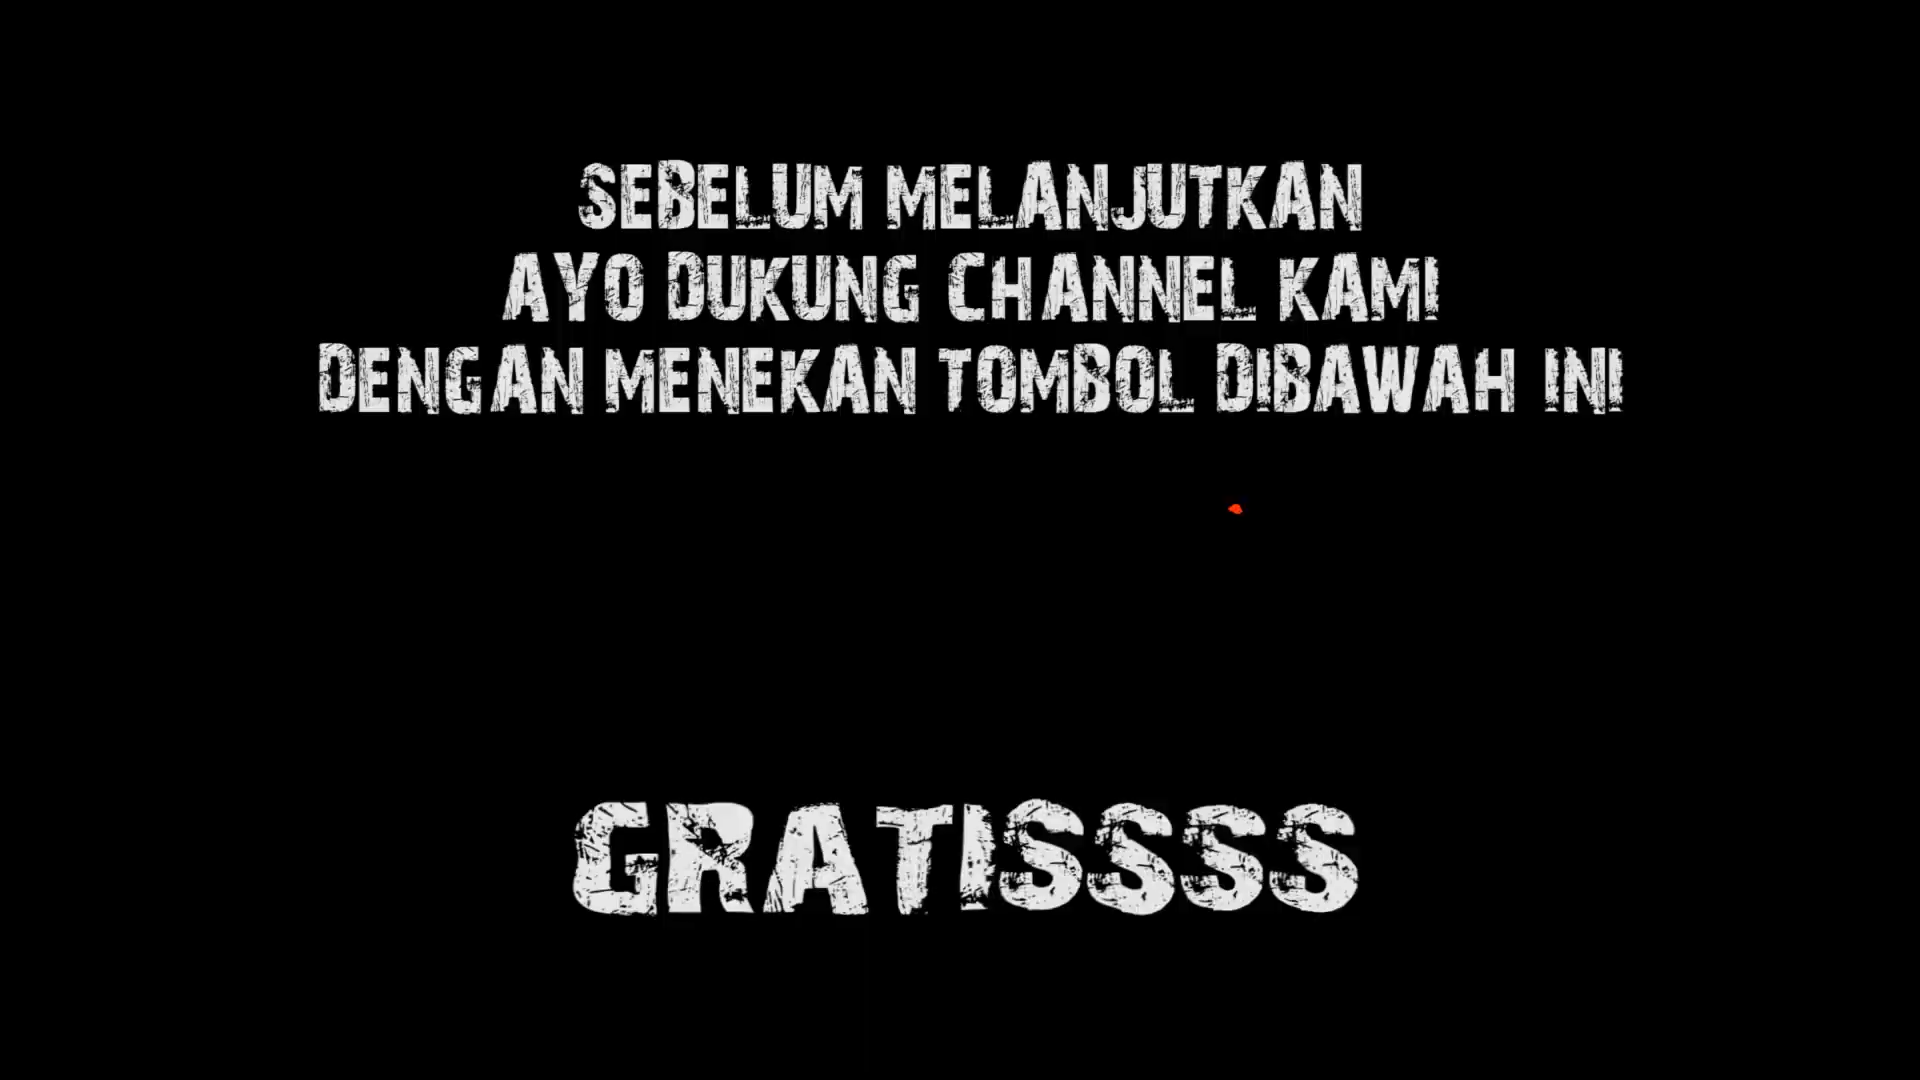 SEBELUM MELANJUTKAN
AYO DUKUNG CHANNEL KAMI
DENGAN MENEKAN TOMBOL DIBAWAH INI
GRATISSSS